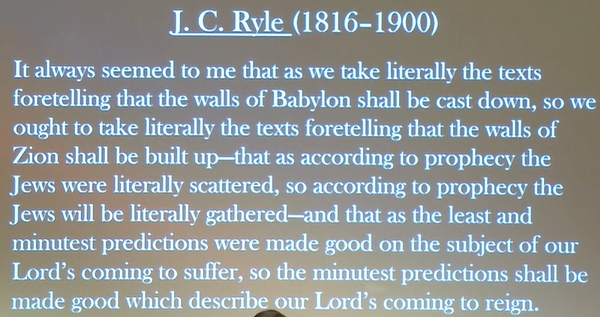 J. C. Ryle (1816–1900)
It always seemed to me that as we take literally the texts
foretelling that the walls of Babylon shall be cast down, so we
ought to take literally the texts foretelling that the walls of
Zion shall be built up—that as according to prophecy the
Jews were literally scattered, so according to prophecy the
Jews will be literally gathered—and that as the least and
minutest predictions were made good on the subject of our
Lord's coming to suffer, so the minutest predictions shall be
made good which describe our Lord's coming to reign.